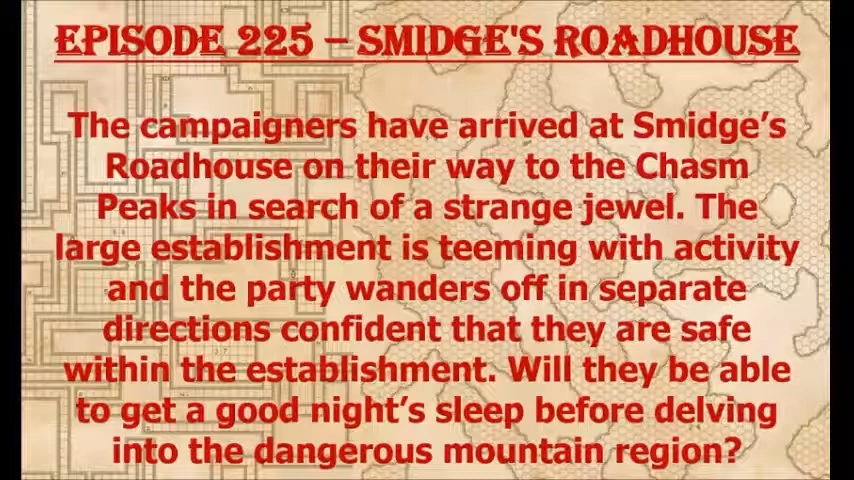 EPISODE 225 – SMIDGE'S ROADHOUSE
The campaigners have arrived at Smidge’s
Roadhouse on their way to the Chasm
Peaks in search of a strange jewel. The
large establishment is teeming with activity
and the party wanders off in separate
directions confident that they are safe
within the establishment. Will they be able
to get a good night’s sleep before delving
into the dangerous mountain region?